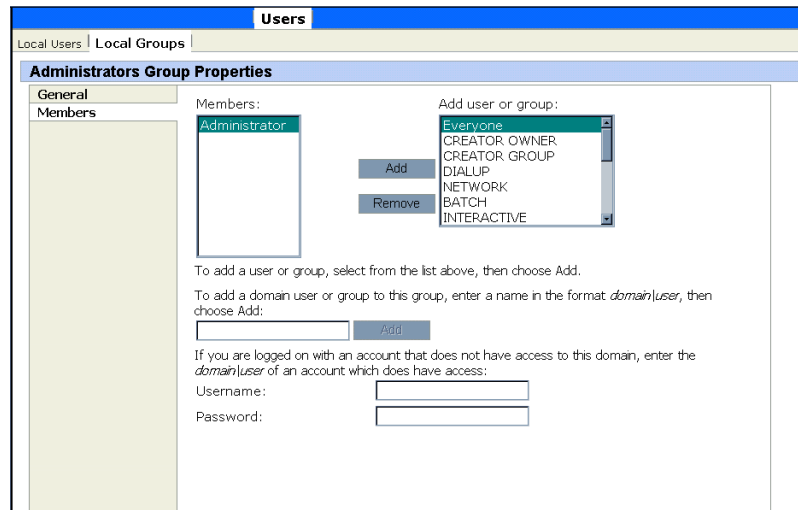 Users
Local Users Local Groups
Administrators Group Properties
General
Members
Members:
Administrator
Add
Remove
Add user or group:
Everyone
CREATOR OWNER
CREATOR GROUP
DIALUP
NETWORK
BATCH
INTERACTIVE
To add a user or group, select from the list above, then choose Add.
To add a domain user or group to this group, enter a name in the format domain\user, then
choose Add:
Add
If you are logged on with an account that does not have access to this domain, enter the
domain\user of an account which does have access:
Username:
Password: